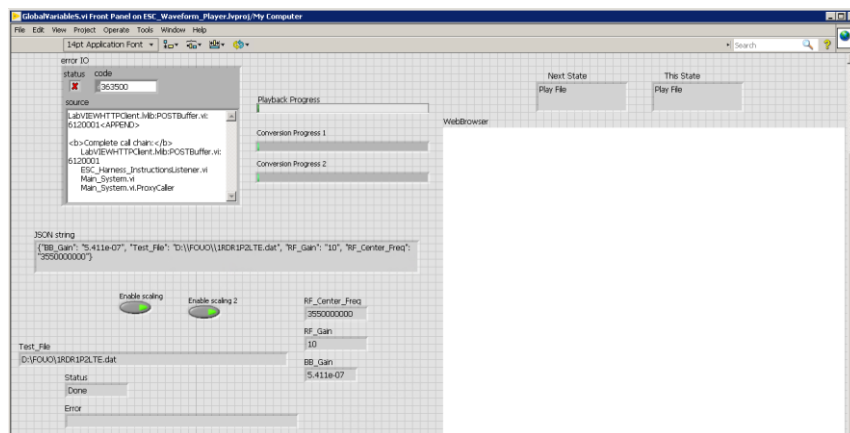 GlobalVariableS.vi Front Panel on ESC_Waveform_Player.lvproj/My Computer
File Edit View Project Operate Tools Window Help
14pt Application Font
Search
error IO
status code
363500
source
LabVIEWHTTPClient.lvlib:POSTBuffer.vi:
6120001<APPEND>
<b>Complete call chain:</b>
LabVIEWHTTPClient.lvlib:POSTBuffer.vi:
6120001
ESC_Harness_InstructionsListener.vi
Main_System.vi
Main_System.vi.ProxyCaller
Playback Progress
Conversion Progress 1
Conversion Progress 2
Next State This State
Play File Play File
WebBrowser
JSON string
{"BB_Gain": "5.411e-07", "Test_File": "D:\\FOUO\\1RDR1P2LTE.dat", "RF_Gain": "10", "RF_Center_Freq":
"3550000000"}
Enable scaling Enable scaling 2
RF_Center_Freq
3550000000
RF_Gain
10
Test_File
D:\FOUO\1RDR1P2LTE.dat
BB_Gain
5.411e-07
Status
Done
Error